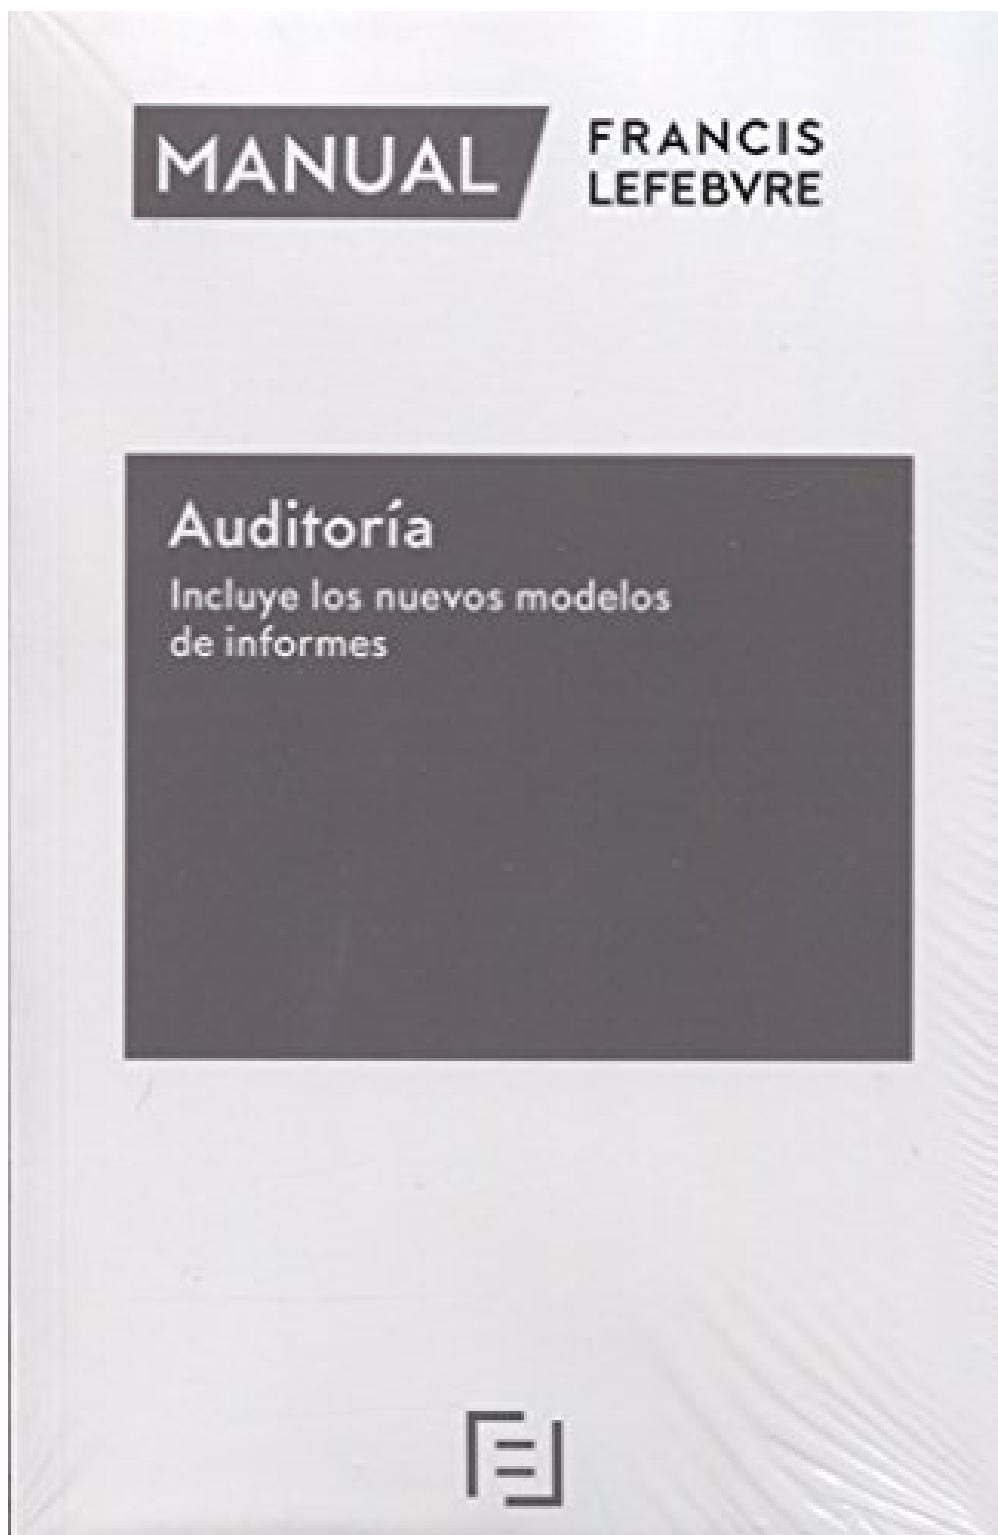 MANUAL
FRANCIS
LEFEBVRE
Auditoría
Incluye los nuevos modelos
de informes